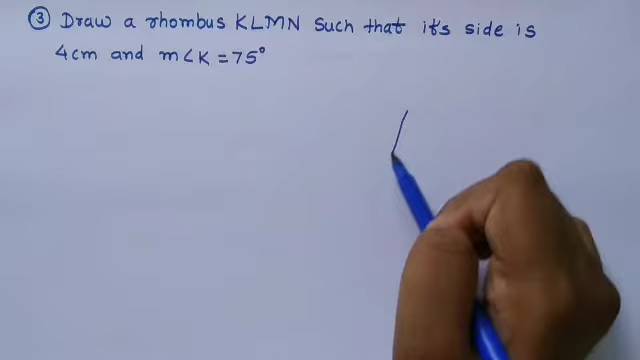 ③ Draw a rhombus KLMN such that it's side is
4cm and m∠K = 75°